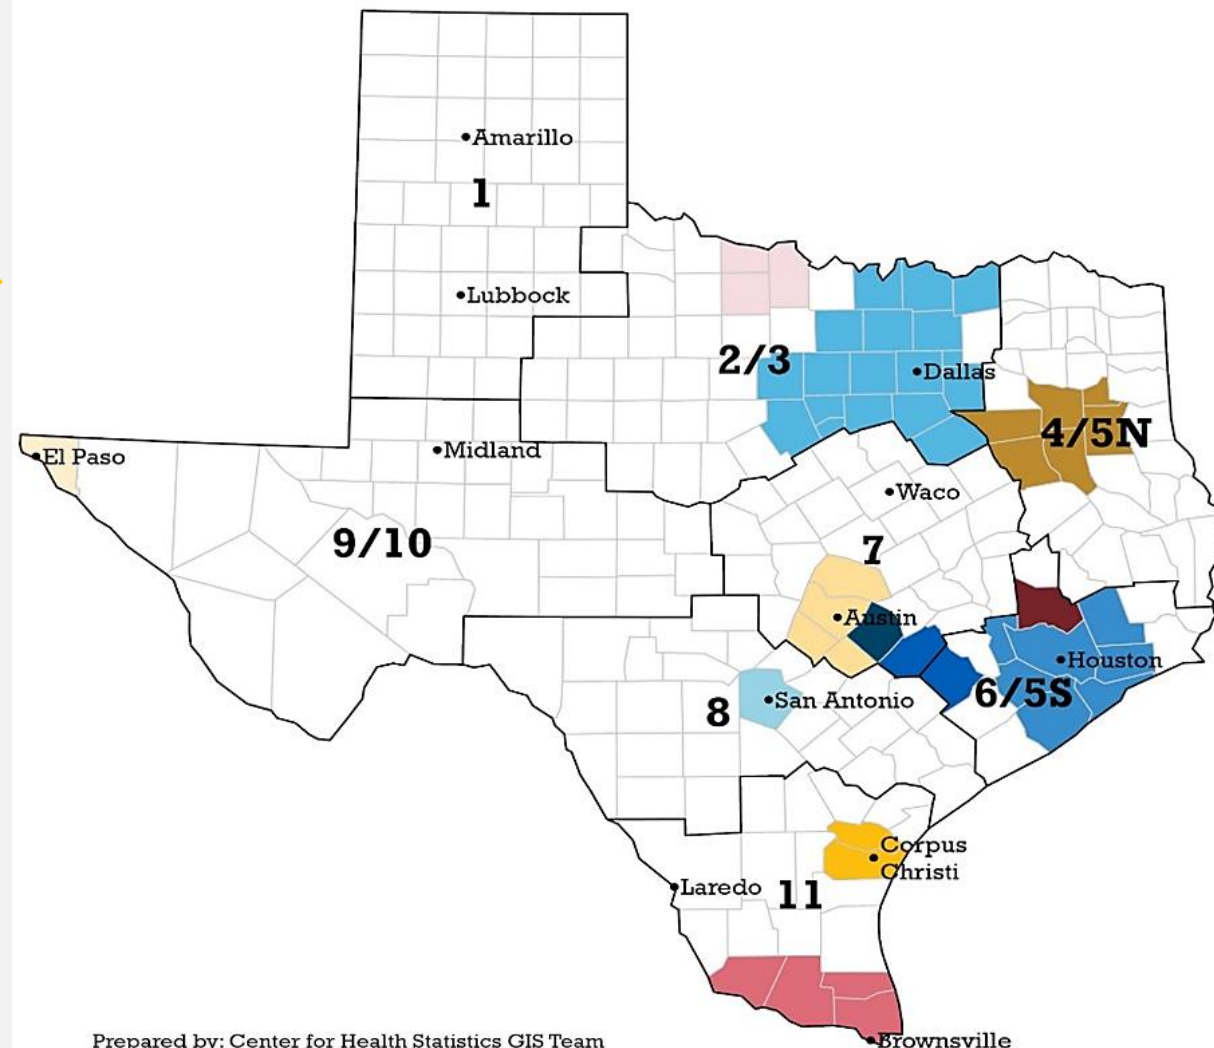 Amarillo
1
Lubbock
2/3
Dallas
4/5N
El Paso
Midland
Waco
9/10
7
Austin
Houston
6/5S
8
San Antonio
Corpus
Christi
Laredo
11
Prepared by: Center for Health Statistics GIS Team
Brownsville